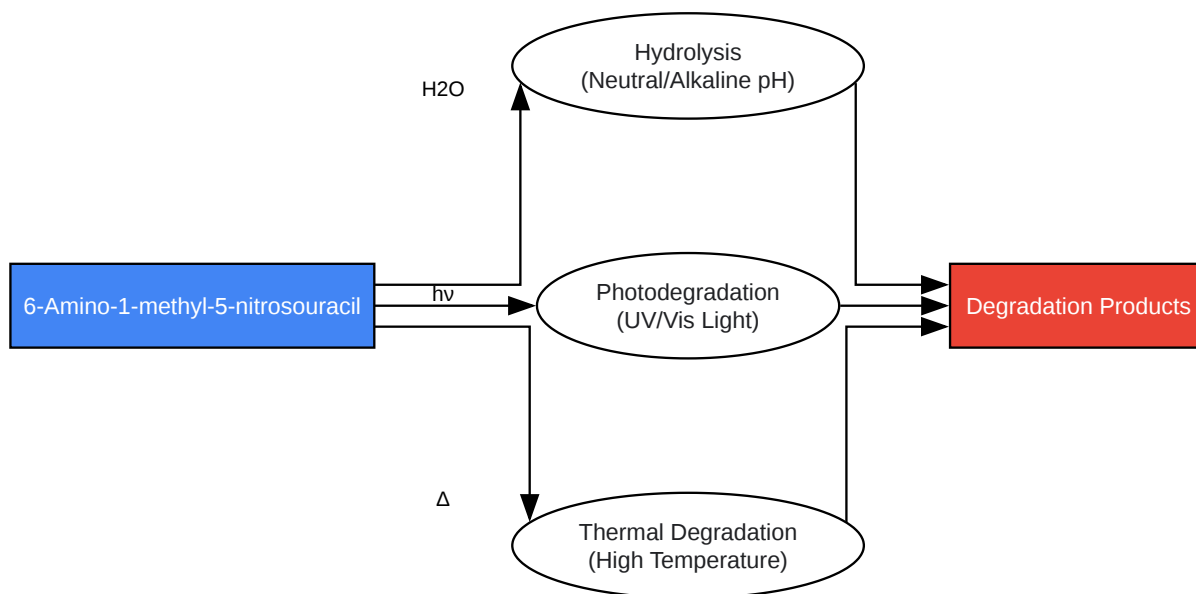 Hydrolysis
(Neutral/Alkaline pH)
H2O
6-Amino-1-methyl-5-nitrosouracil
hν
Photodegradation
(UV/Vis Light)
Degradation Products
Δ
Thermal Degradation
(High Temperature)